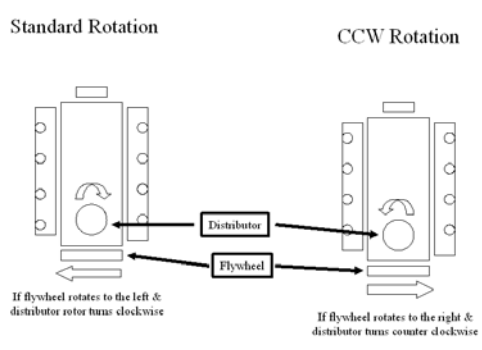 Standard Rotation
CCW Rotation
Distributor
Flywheel
If flywheel rotates to the left &
distributor rotor turns clockwise
If flywheel rotates to the right &
distributor turns counter clockwise